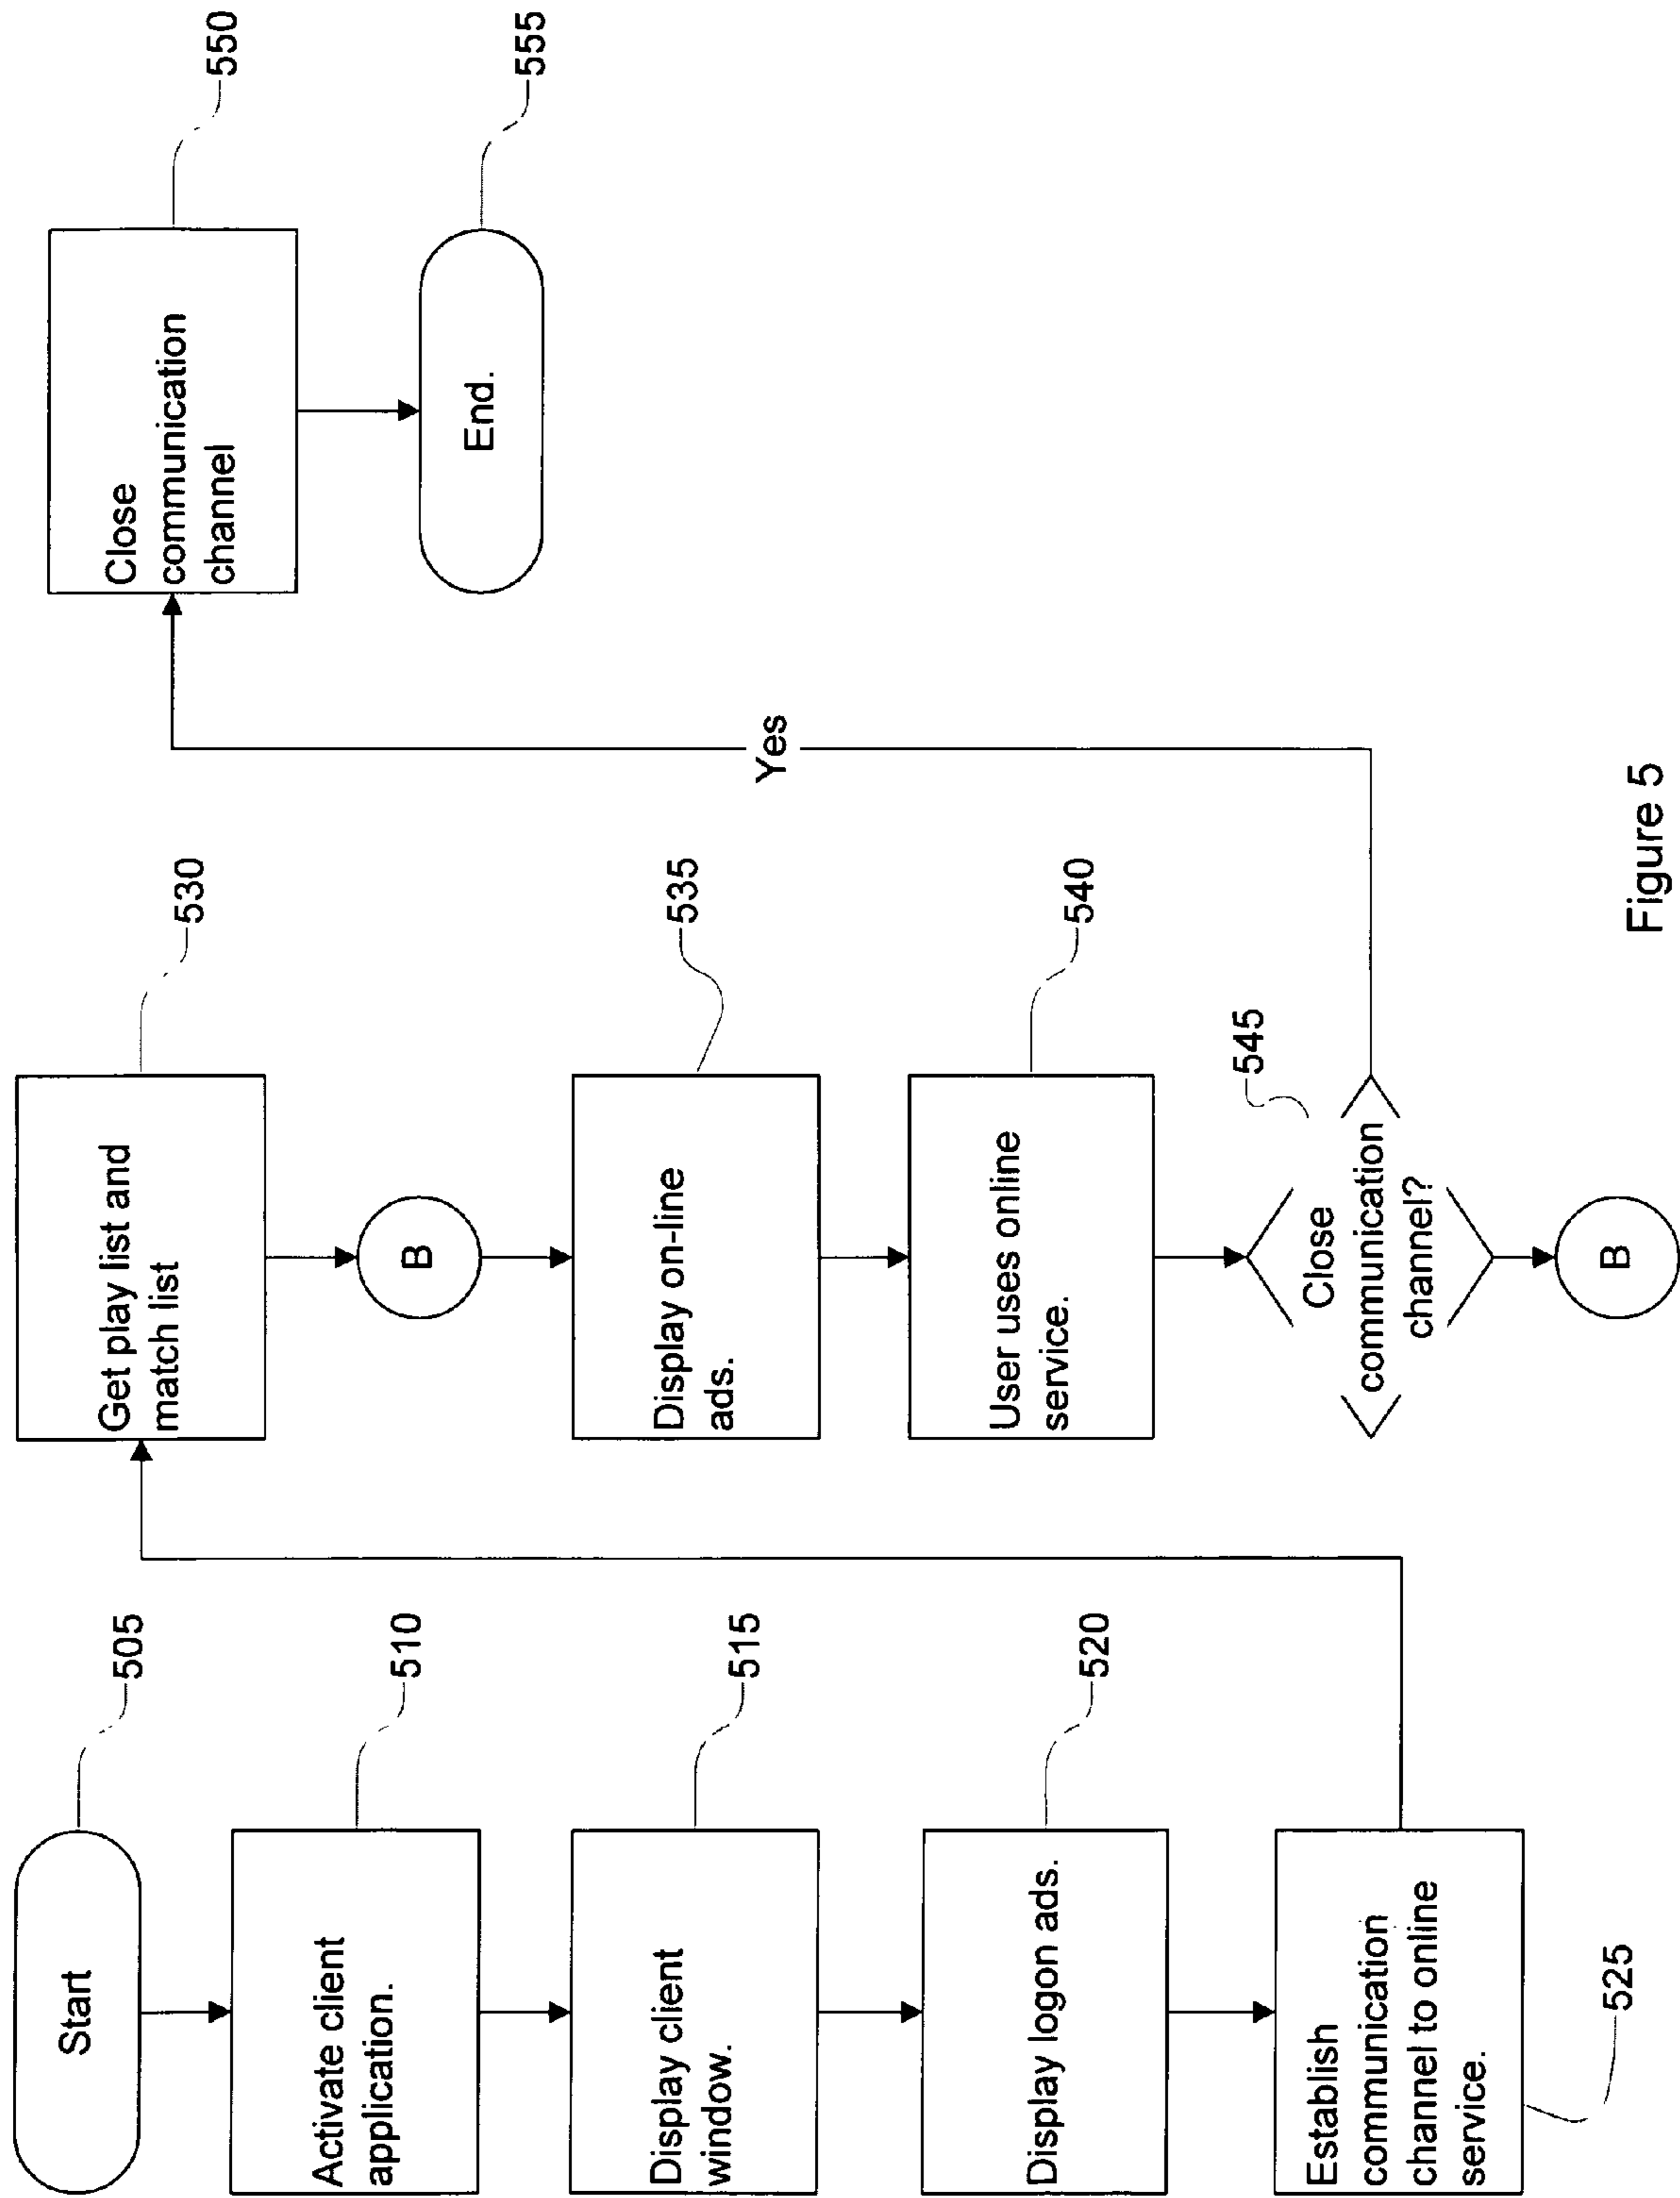 Start
505
Activate client
application.
510
Display client
window.
515
Display logon ads.
520
Establish
communication
channel to online
service.
525
Get play list and
match list
530
B
Display on-line
ads.
535
User uses online
service.
540
Close
communication
channel?
545
B
Yes
Close
communication
channel
550
End.
555
Figure 5